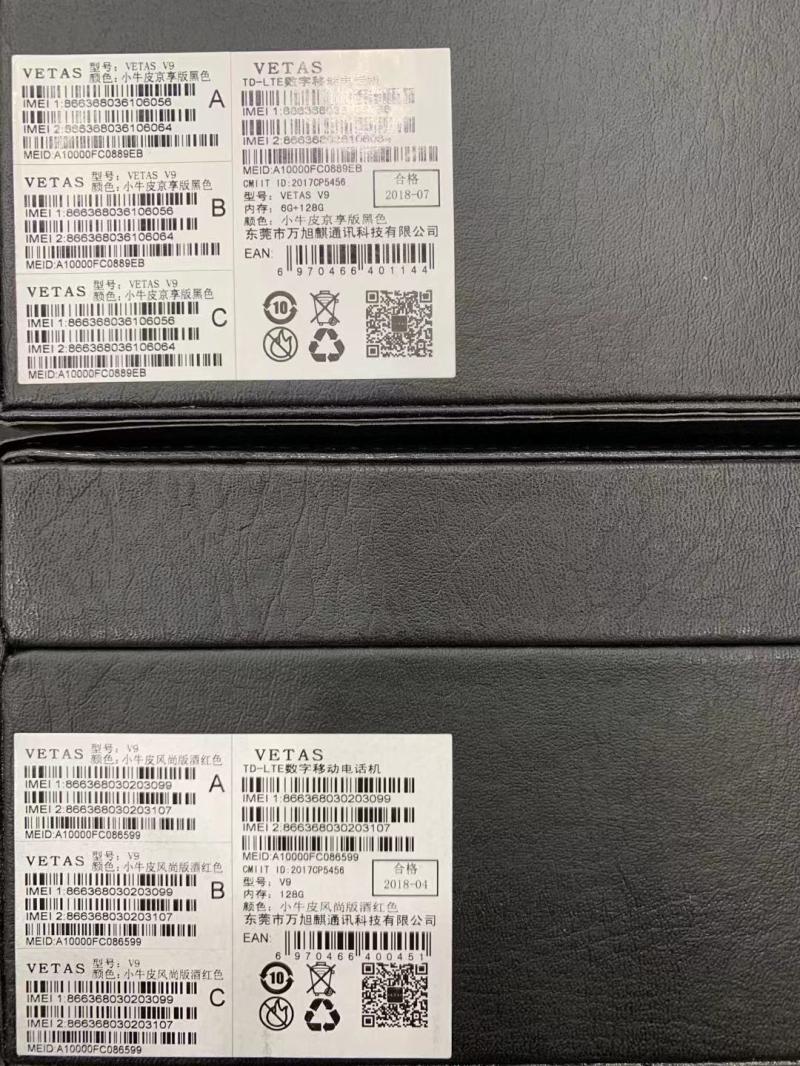 VETAS 型号：VETAS V9
颜色：小牛皮京享版黑色
IMEI 1:866368036106056
IMEI 2:866368036106064
MEID:A10000FC0889EB
A
VETAS 型号：VETAS V9
颜色：小牛皮京享版黑色
IMEI 1:866368036106056
IMEI 2:866368036106064
MEID:A10000FC0889EB
B
VETAS 型号：VETAS V9
颜色：小牛皮京享版黑色
IMEI 1:866368036106056
IMEI 2:866368036106064
MEID:A10000FC0889EB
C
VETAS
TD-LTE数字移动电话机
IMEI 1:
IMEI 2:
MEID:A10000FC0889EB
CMIIT ID:2017CP5456
合格
2018-07
型号：VETAS V9
内存：6G+128G
颜色：小牛皮京享版黑色
东莞市万旭麒通讯科技有限公司
EAN:
6 970466 401144
10
VETAS 型号：V9
颜色：小牛皮风尚版酒红色
IMEI 1:866368030203099
IMEI 2:866368030203107
MEID:A10000FC086599
A
VETAS 型号：V9
颜色：小牛皮风尚版酒红色
IMEI 1:866368030203099
IMEI 2:866368030203107
MEID:A10000FC086599
B
VETAS 型号：V9
颜色：小牛皮风尚版酒红色
IMEI 1:866368030203099
IMEI 2:866368030203107
MEID:A10000FC086599
C
VETAS
TD-LTE数字移动电话机
IMEI 1:866368030203099
IMEI 2:866368030203107
MEID:A10000FC086599
CMIIT ID:2017CP5456
合格
2018-04
型号：V9
内存：128G
颜色：小牛皮风尚版酒红色
东莞市万旭麒通讯科技有限公司
EAN:
6 970466 400451
10